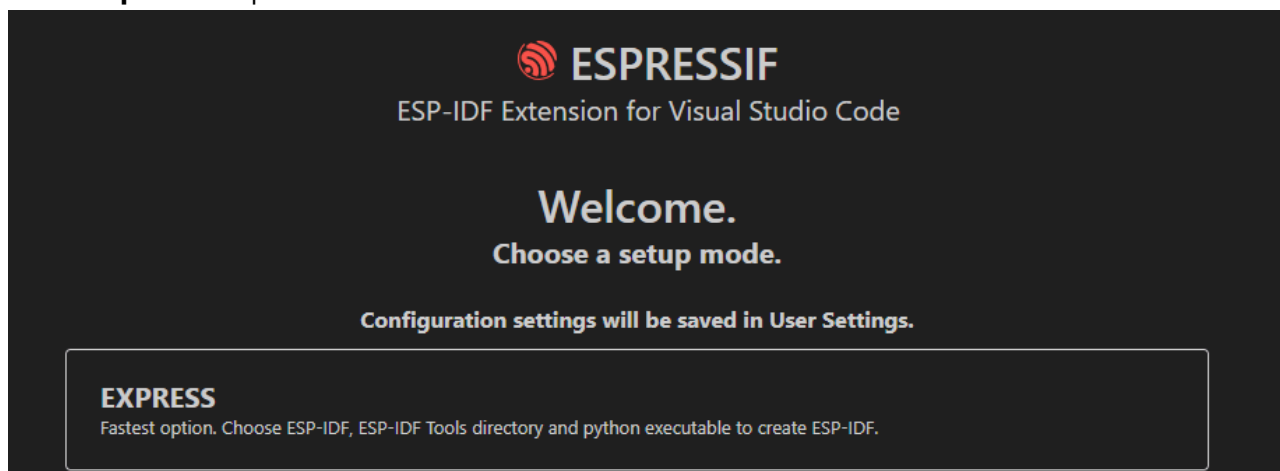 ESPRESSIF
ESP-IDF Extension for Visual Studio Code
Welcome.
Choose a setup mode.
Configuration settings will be saved in User Settings.
EXPRESS
Fastest option. Choose ESP-IDF, ESP-IDF Tools directory and python executable to create ESP-IDF.